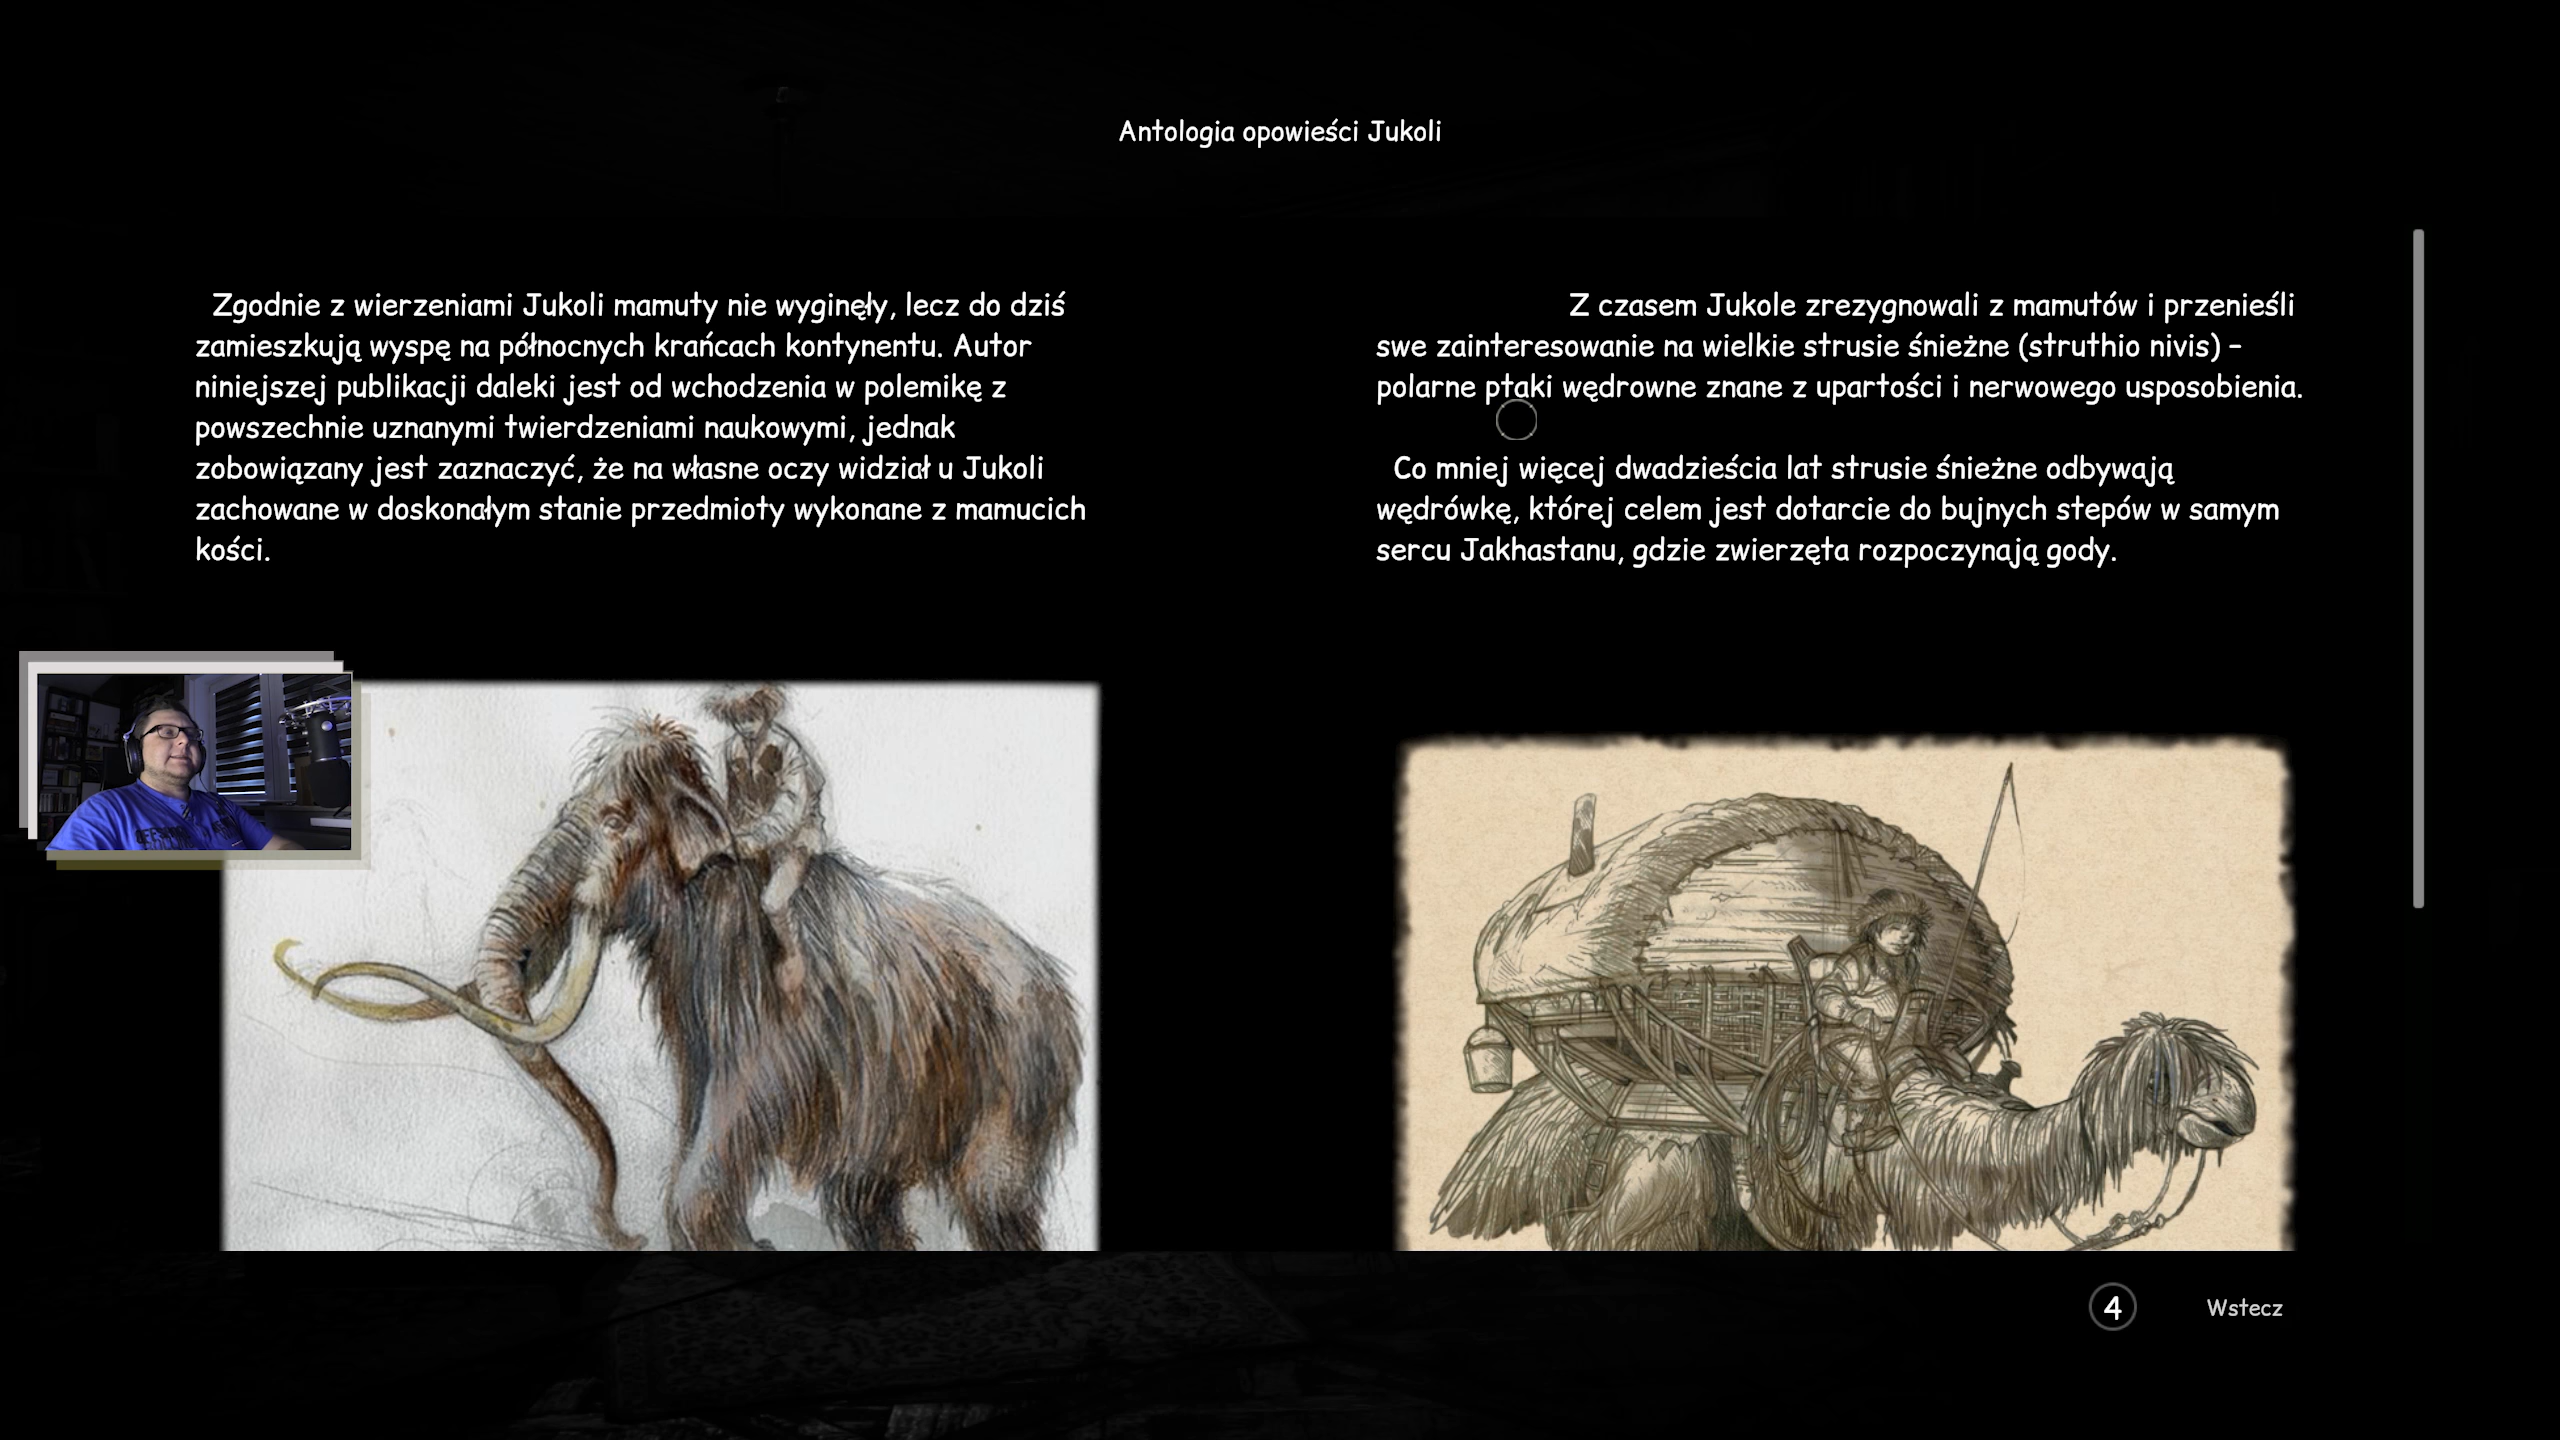 Antologia opowieści Jukoli
Zgodnie z wierzeniami Jukoli mamuty nie wyginęły, lecz do dziś
zamieszkują wyspę na północnych krańcach kontynentu. Autor
niniejszej publikacji daleki jest od wchodzenia w polemikę z
powszechnie uznanymi twierdzeniami naukowymi, jednak
zobowiązany jest zaznaczyć, że na własne oczy widział u Jukoli
zachowane w doskonałym stanie przedmioty wykonane z mamucich
kości.
Z czasem Jukole zrezygnowali z mamutów i przenieśli
swe zainteresowanie na wielkie strusie śnieżne (struthio nivis) –
polarne ptaki wędrowne znane z upartości i nerwowego usposobienia.
Co mniej więcej dwadzieścia lat strusie śnieżne odbywają
wędrówkę, której celem jest dotarcie do bujnych stepów w samym
sercu Jakhastanu, gdzie zwierzęta rozpoczynają gody.
4
Wstecz